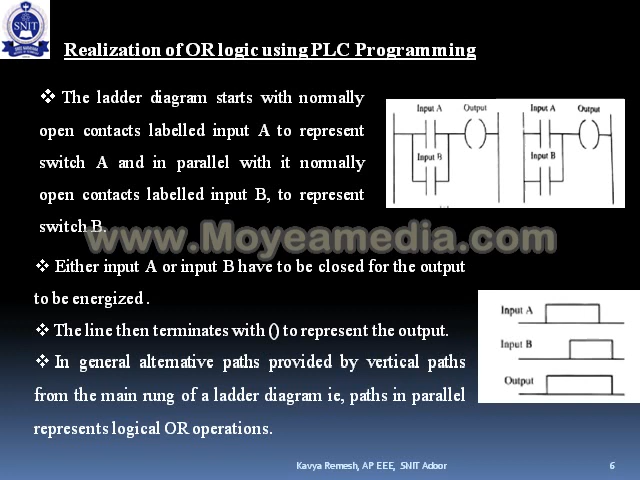 SNIT
Realization of OR logic using PLC Programming
❖ The ladder diagram starts with normally
open contacts labelled input A to represent
switch A and in parallel with it normally
open contacts labelled input B, to represent
switch B.
Input A Output Input A Output
Input B Input B
www.Moyeamedia.com
❖ Either input A or input B have to be closed for the output
to be energized .
❖ The line then terminates with () to represent the output.
❖ In general alternative paths provided by vertical paths
from the main rung of a ladder diagram ie, paths in parallel
represents logical OR operations.
Input A
Input B
Output
Kavya Remesh, AP EEE, SNIT Adoor 6